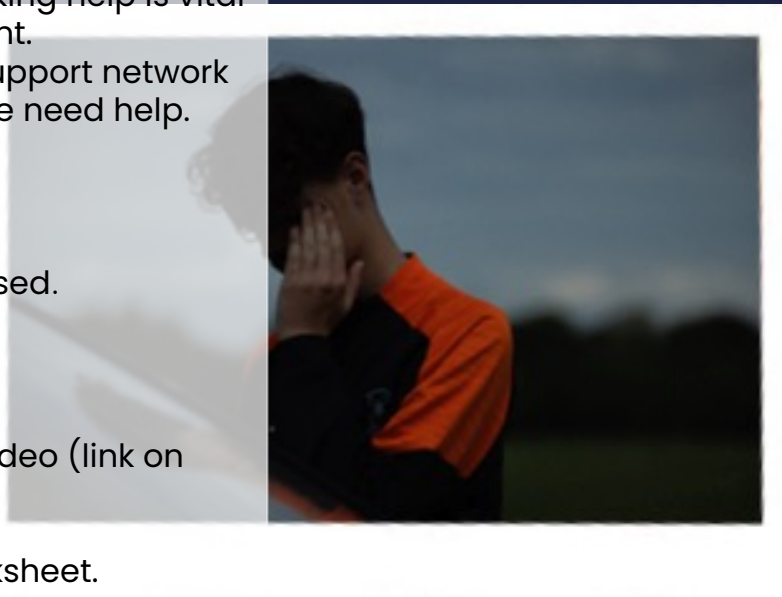 king help is vital
nt.
upport network
e need help.
sed.
deo (link on
ksheet.